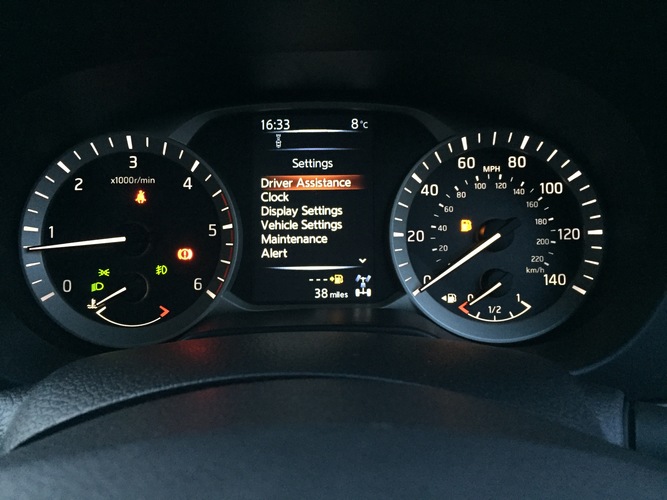 16:33 8°C
Settings
Driver Assistance
Clock
Display Settings
Vehicle Settings
Maintenance
Alert
----
38 miles
x1000r/min
0 1 2 3 4 5 6
MPH
0 20 40 60 80 100 120 140
20 40 60 80 100 120 140 160 180 200 220
km/h
0 1/2 1